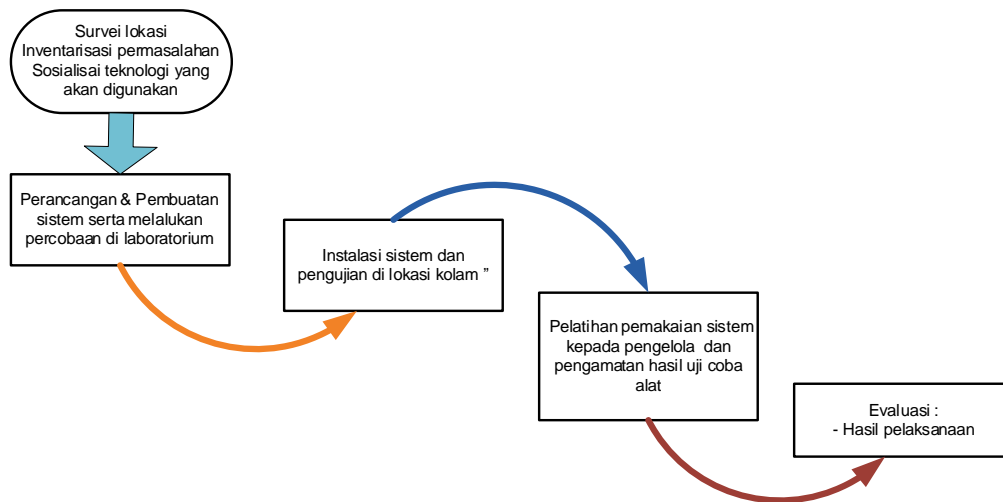 Survei lokasi
Inventarisasi permasalahan
Sosialisai teknologi yang
akan digunakan
Perancangan & Pembuatan
sistem serta melalukan
percobaan di laboratorium
Instalasi sistem dan
pengujian di lokasi kolam ”
Pelatihan pemakaian sistem
kepada pengelola dan
pengamatan hasil uji coba
alat
Evaluasi :
- Hasil pelaksanaan